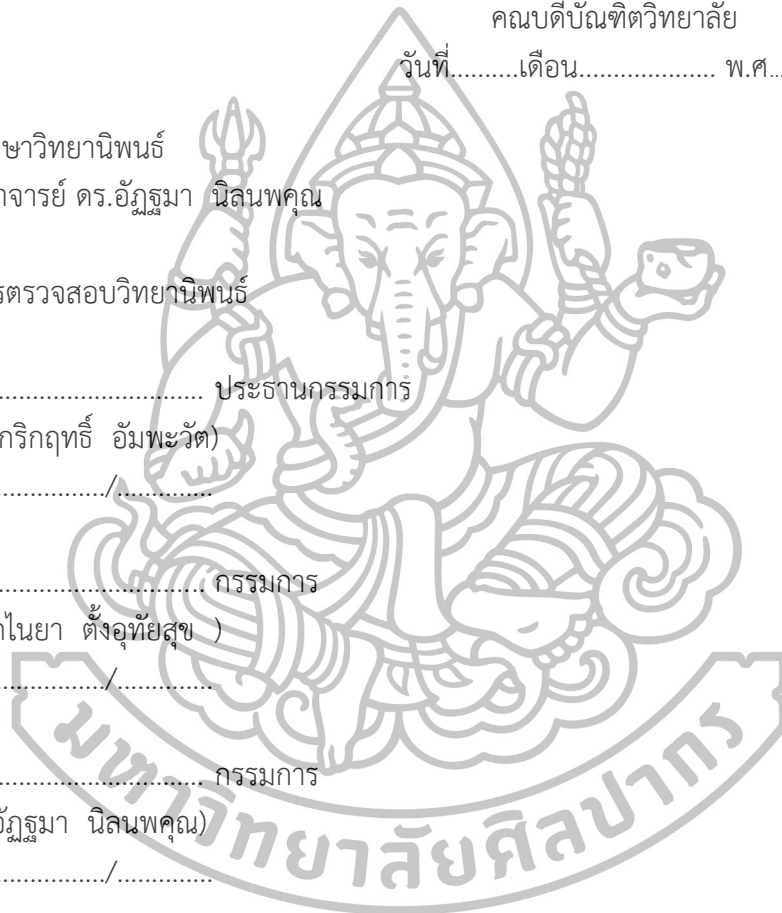 คณบดีบัณฑิตวิทยาลัย
วันที่..........เดือน.................... พ.ศ...
ษาวิทยานิพนธ์
าจารย์ ดร.อัฏฐมา นิลนพคุณ
รตรวจสอบวิทยานิพนธ์
................................ ประธานกรรมการ
กริกฤทธิ์ อัมพะวัต)
................/..............
................................ กรรมการ
ไนยา ตั้งอุทัยสุข )
................/..............
................................ กรรมการ
อัฏฐมา นิลนพคุณ)
................/..............
มหาวิทยาลัยศิลปากร